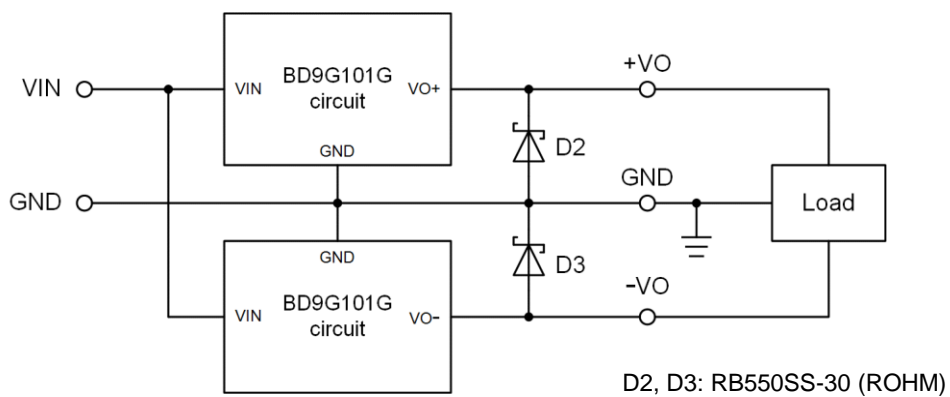 VIN
VIN
BD9G101G
circuit
VO+
GND
+VO
D2
GND
GND
Load
GND
D3
VIN
BD9G101G
circuit
VO-
-VO
D2, D3: RB550SS-30 (ROHM)